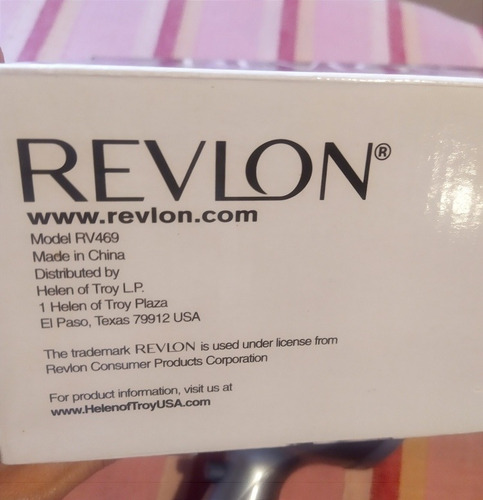 REVLON®
www.revlon.com
Model RV469
Made in China
Distributed by
Helen of Troy L.P.
1 Helen of Troy Plaza
El Paso, Texas 79912 USA
The trademark REVLON is used under license from
Revlon Consumer Products Corporation
For product information, visit us at
www.HelenofTroyUSA.com